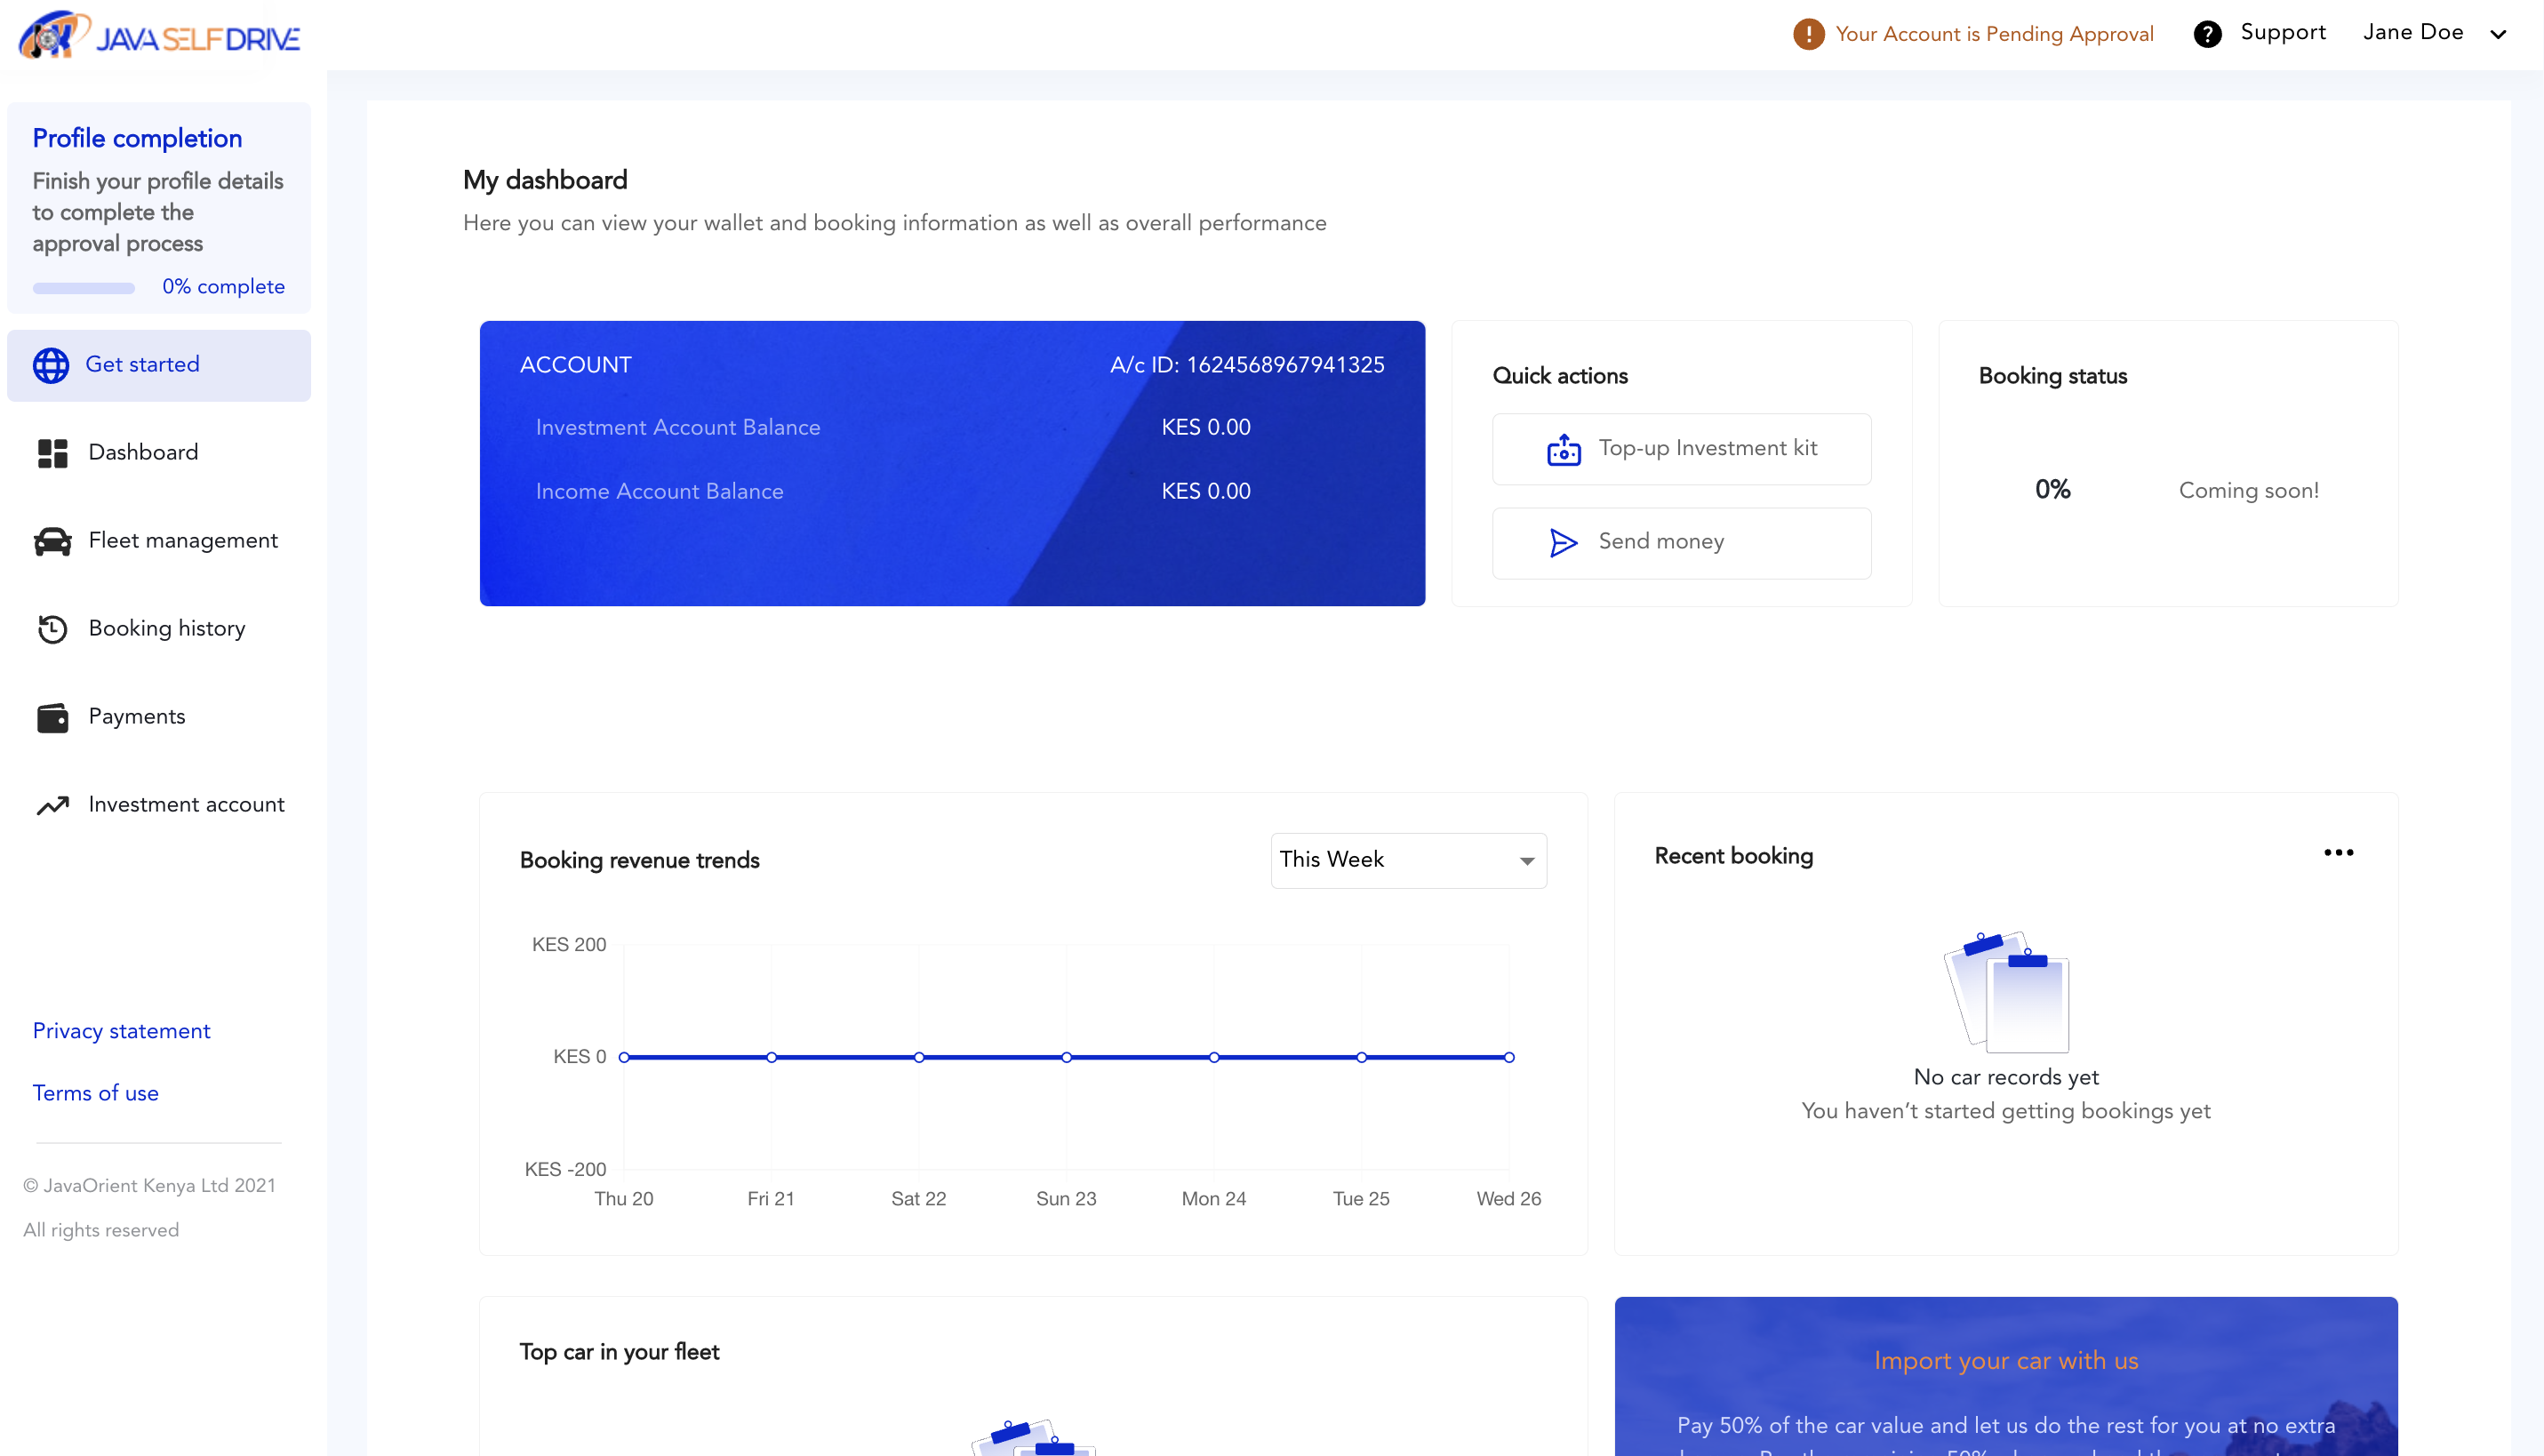 JAVA SELFDRIVE
Your Account is Pending Approval
Support
Jane Doe
Profile completion
Finish your profile details
to complete the
approval process
0% complete
Get started
Dashboard
Fleet management
Booking history
Payments
Investment account
Privacy statement
Terms of use
© JavaOrient Kenya Ltd 2021
All rights reserved
My dashboard
Here you can view your wallet and booking information as well as overall performance
ACCOUNT
A/c ID: 1624568967941325
Investment Account Balance
KES 0.00
Income Account Balance
KES 0.00
Quick actions
Top-up Investment kit
Send money
Booking status
0%
Coming soon!
Booking revenue trends
This Week
KES 200
KES 0
KES -200
Thu 20
Fri 21
Sat 22
Sun 23
Mon 24
Tue 25
Wed 26
Recent booking
No car records yet
You haven’t started getting bookings yet
Top car in your fleet
Import your car with us
Pay 50% of the car value and let us do the rest for you at no extra